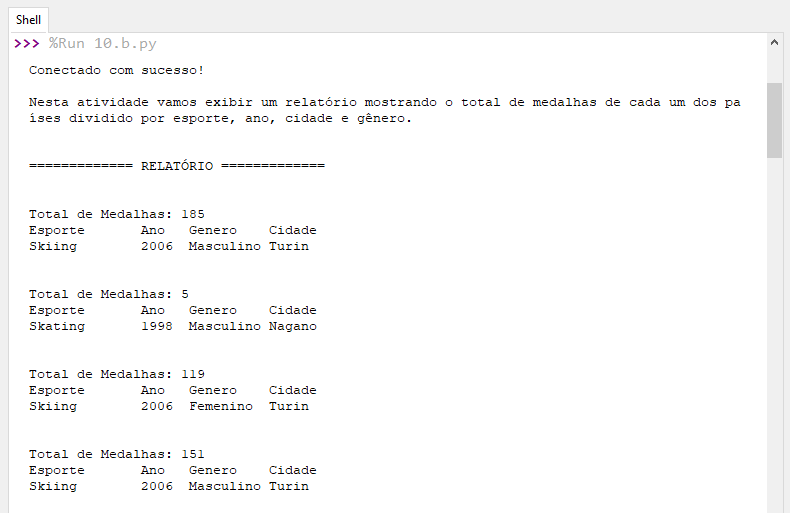 Shell
>>> %Run 10.b.py
Conectado com sucesso!
Nesta atividade vamos exibir um relatório mostrando o total de medalhas de cada um dos pa
íses dividido por esporte, ano, cidade e gênero.
============= RELATÓRIO =============
Total de Medalhas: 185
Esporte       Ano   Genero    Cidade
Skiing        2006  Masculino Turin
Total de Medalhas: 5
Esporte       Ano   Genero    Cidade
Skating       1998  Masculino Nagano
Total de Medalhas: 119
Esporte       Ano   Genero    Cidade
Skiing        2006  Femenino  Turin
Total de Medalhas: 151
Esporte       Ano   Genero    Cidade
Skiing        2006  Masculino Turin